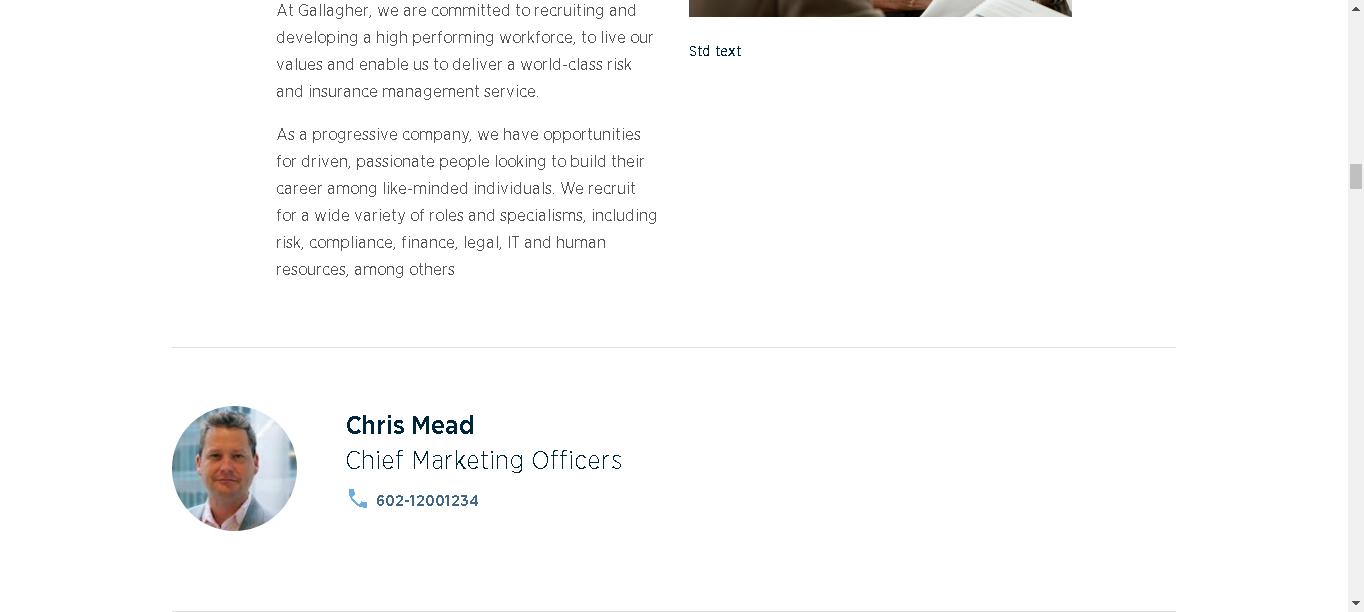 At Gallagher, we are committed to recruiting and
developing a high performing workforce, to live our
values and enable us to deliver a world-class risk
and insurance management service.
As a progressive company, we have opportunities
for driven, passionate people looking to build their
career among like-minded individuals. We recruit
for a wide variety of roles and specialisms, including
risk, compliance, finance, legal, IT and human
resources, among others
Std text
Chris Mead
Chief Marketing Officers
602-12001234